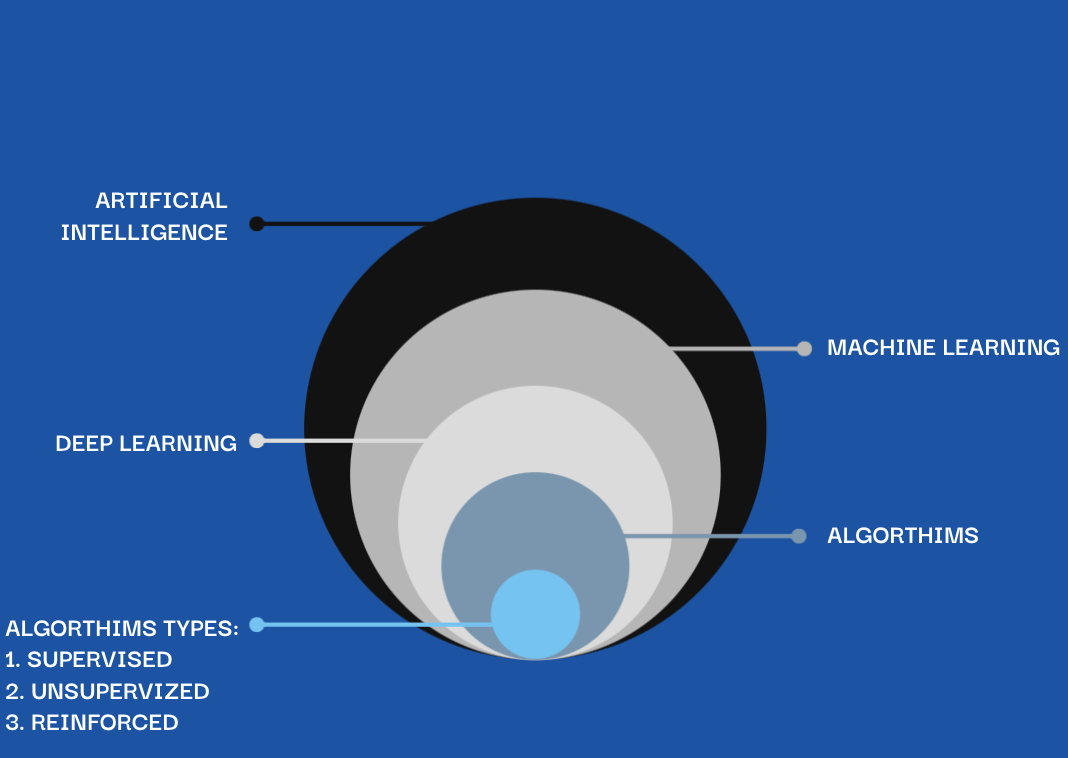 ARTIFICIAL
INTELLIGENCE
MACHINE LEARNING
DEEP LEARNING
ALGORTHIMS
ALGORTHIMS TYPES:
1. SUPERVISED
2. UNSUPERVIZED
3. REINFORCED